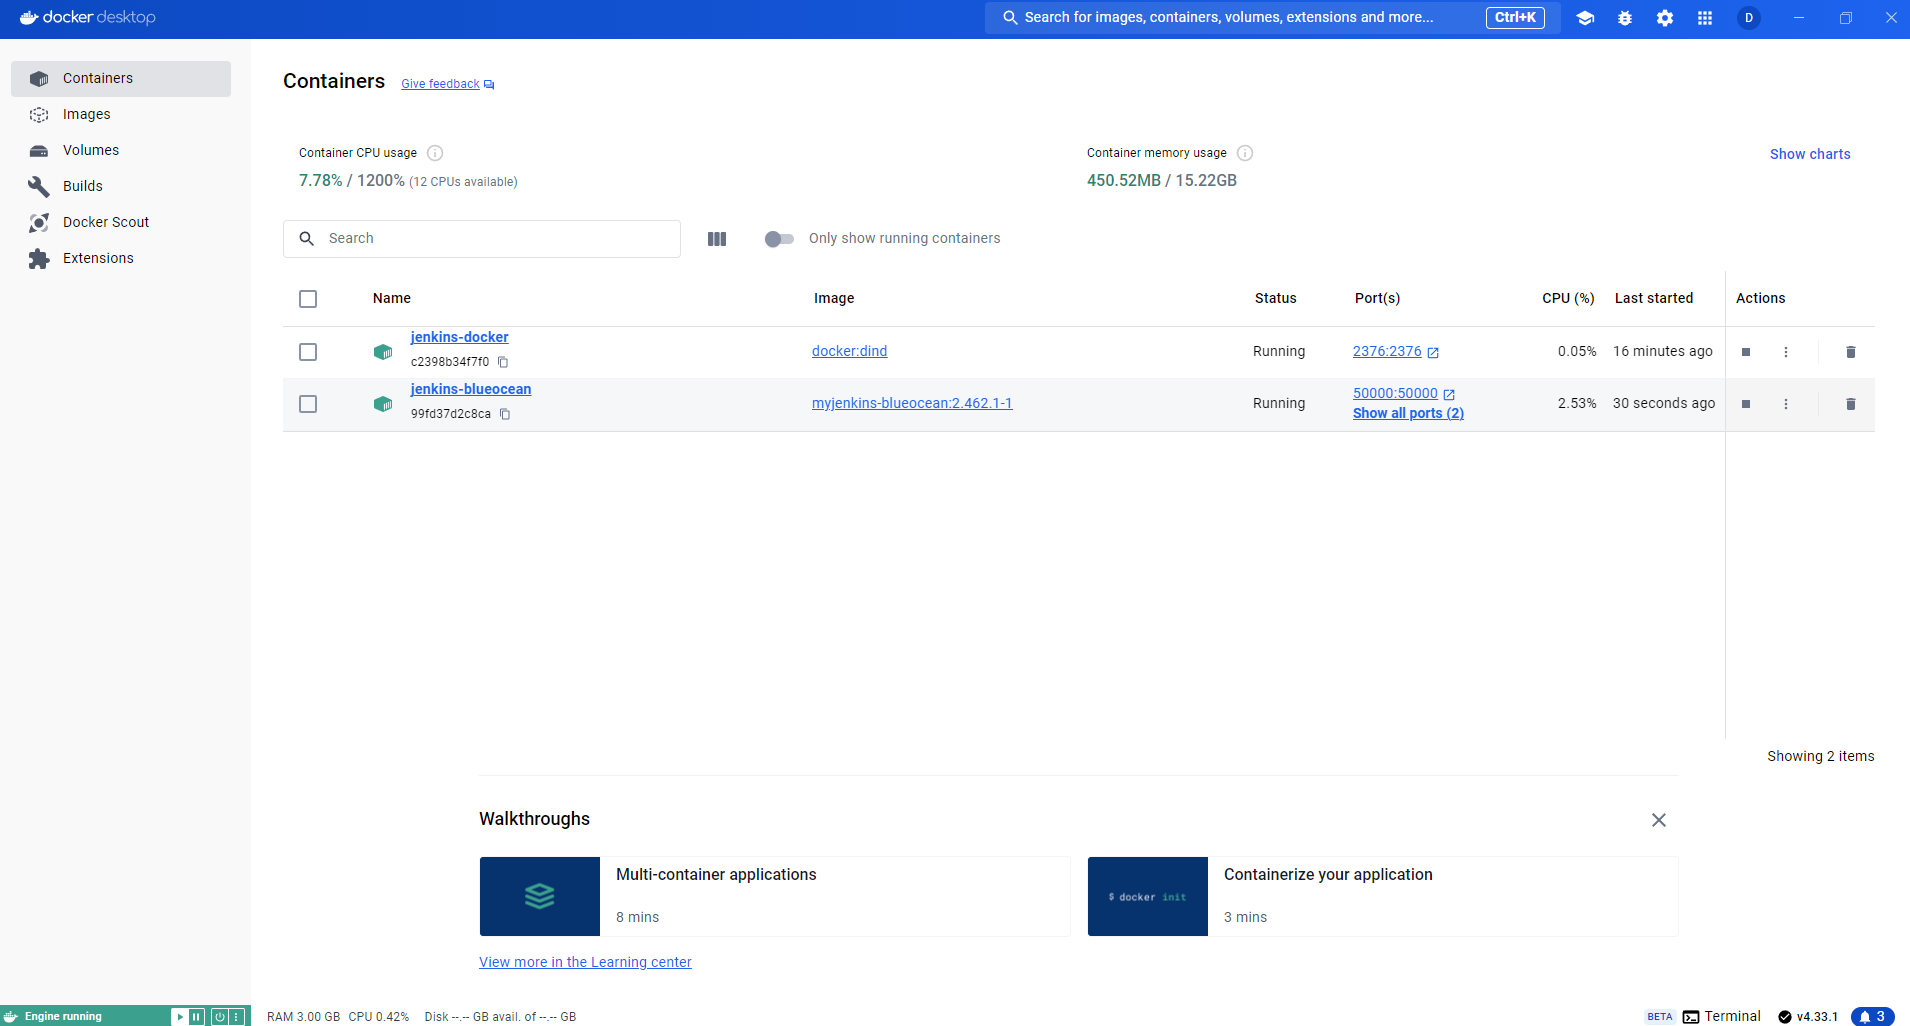 docker desktop
Search for images, containers, volumes, extensions and more...
Ctrl+K
D
Containers
Images
Volumes
Builds
Docker Scout
Extensions
Containers
Give feedback
Container CPU usage
7.78% / 1200% (12 CPUs available)
Container memory usage
450.52MB / 15.22GB
Show charts
Search
Only show running containers
Name Image Status Port(s) CPU (%) Last started Actions
jenkins-docker
c2398b34f7f0
docker:dind Running 2376:2376 0.05% 16 minutes ago
jenkins-blueocean
99fd37d2c8ca
myjenkins-blueocean:2.462.1-1 Running 50000:50000 2.53% 30 seconds ago
Show all ports (2)
Showing 2 items
Walkthroughs
Multi-container applications
8 mins
$ docker init
Containerize your application
3 mins
View more in the Learning center
Engine running
RAM 3.00 GB CPU 0.42% Disk --.-- GB avail. of --.-- GB
BETA Terminal v4.33.1 3